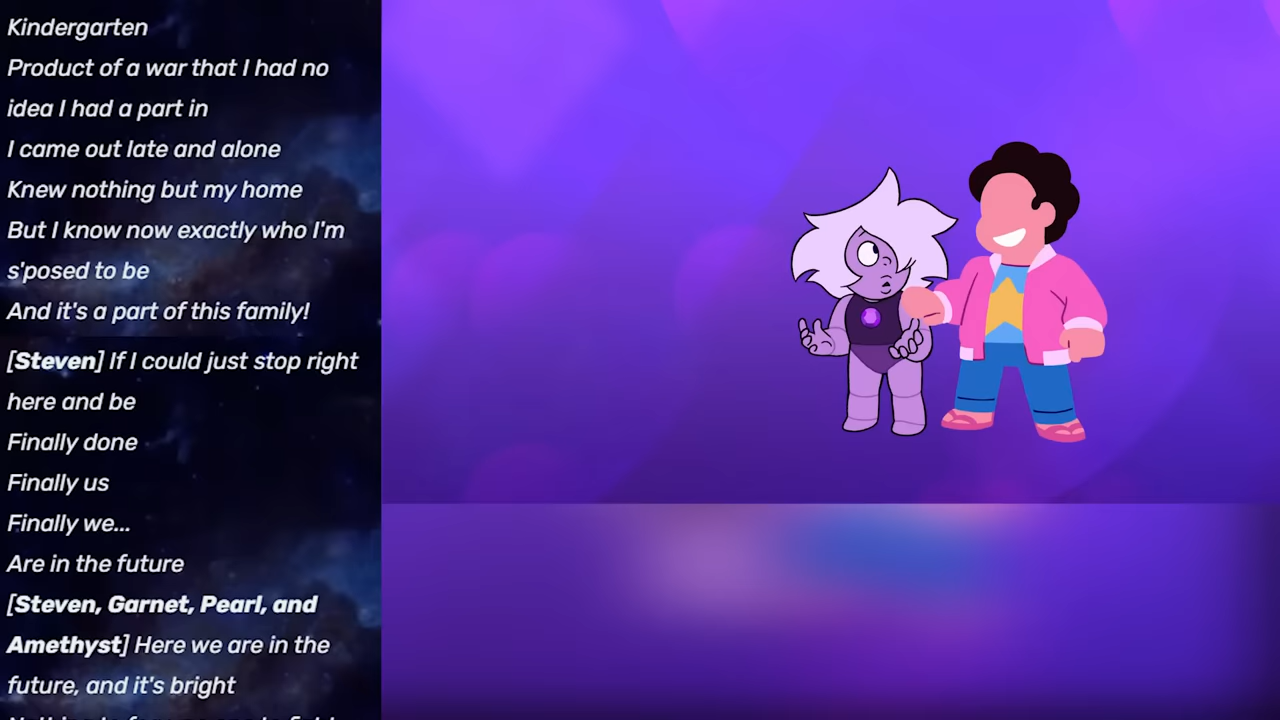 Kindergarten
Product of a war that I had no
idea I had a part in
I came out late and alone
Knew nothing but my home
But I know now exactly who I'm
s'posed to be
And it's a part of this family!
[Steven] If I could just stop right
here and be
Finally done
Finally us
Finally we...
Are in the future
[Steven, Garnet, Pearl, and
Amethyst] Here we are in the
future, and it's bright